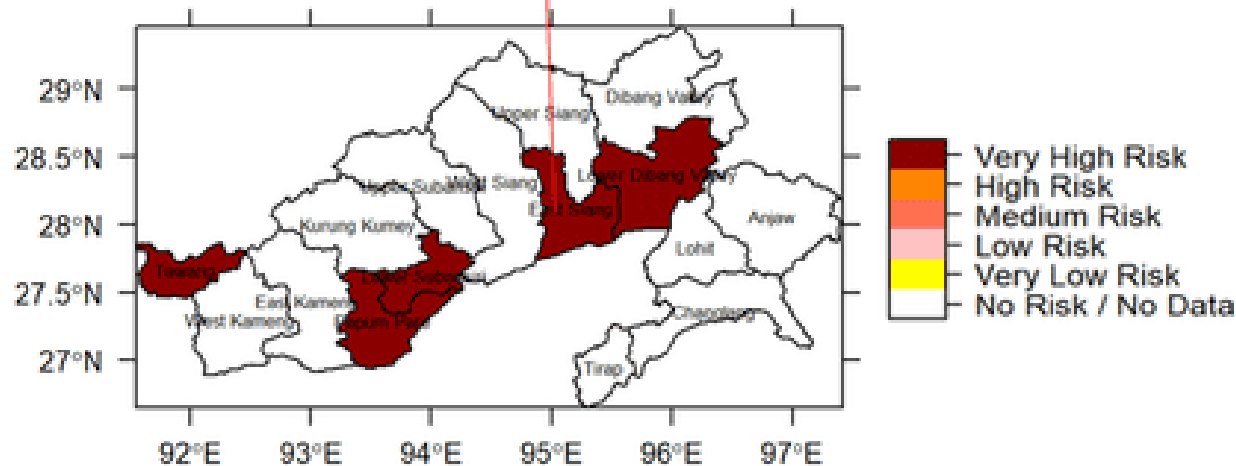 29°N
28.5°N
28°N
27.5°N
27°N
92°E
93°E
94°E
95°E
96°E
97°E
Dibang Valley
Upper Siang
Lower Dibang Valley
Upper Subansiri
West Siang
East Siang
Anjaw
Kurung Kumey
Lohit
Tawang
Lower Subansiri
East Kameng
West Kameng
Papum Pare
Changlang
Tirap
Very High Risk
High Risk
Medium Risk
Low Risk
Very Low Risk
No Risk / No Data